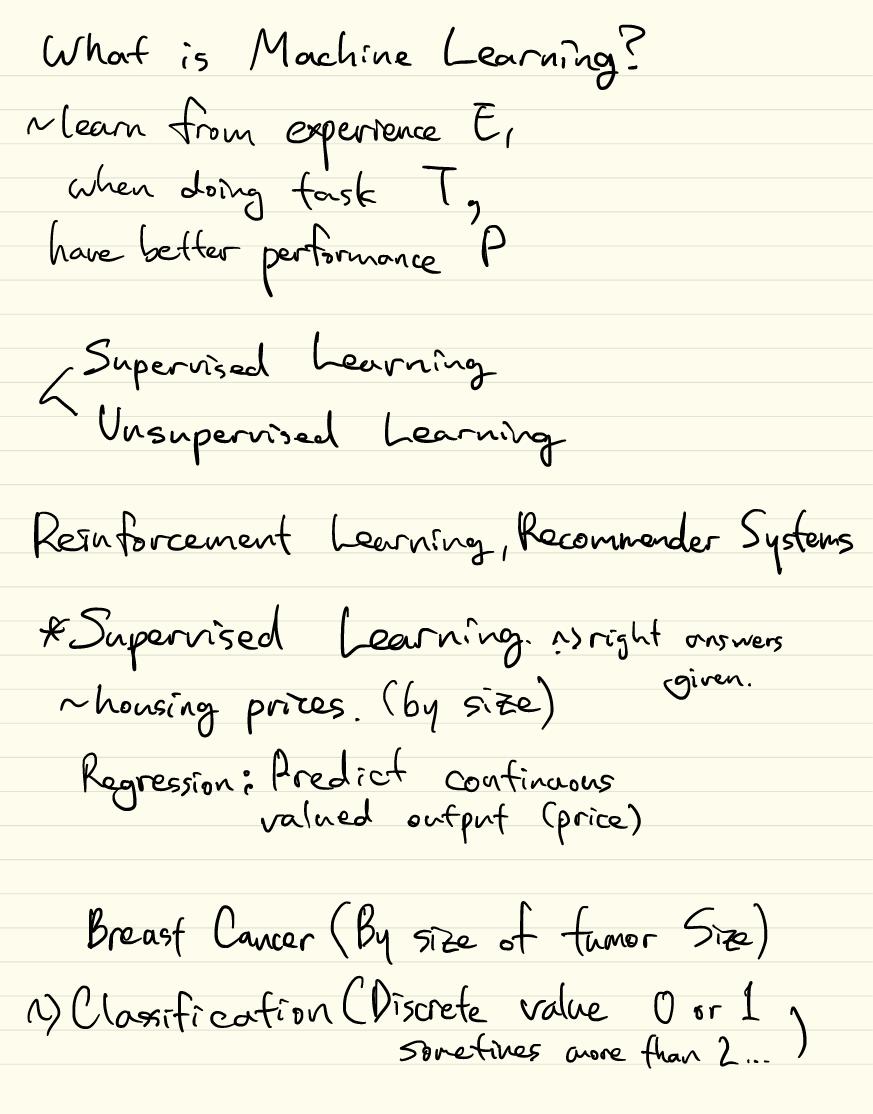 What is Machine Learning?
~learn from experience E,
when doing task T,
have better performance P
Supervised Learning
Unsupervised Learning
Reinforcement Learning, Recommender Systems
*Supervised Learning. ~> right answers
given.
~housing prices. (by size)
Regression: Predict continuous
valued output (price)
Breast Cancer (By size of tumor Size)
~> Classification (Discrete value 0 or 1
sometimes more than 2... )